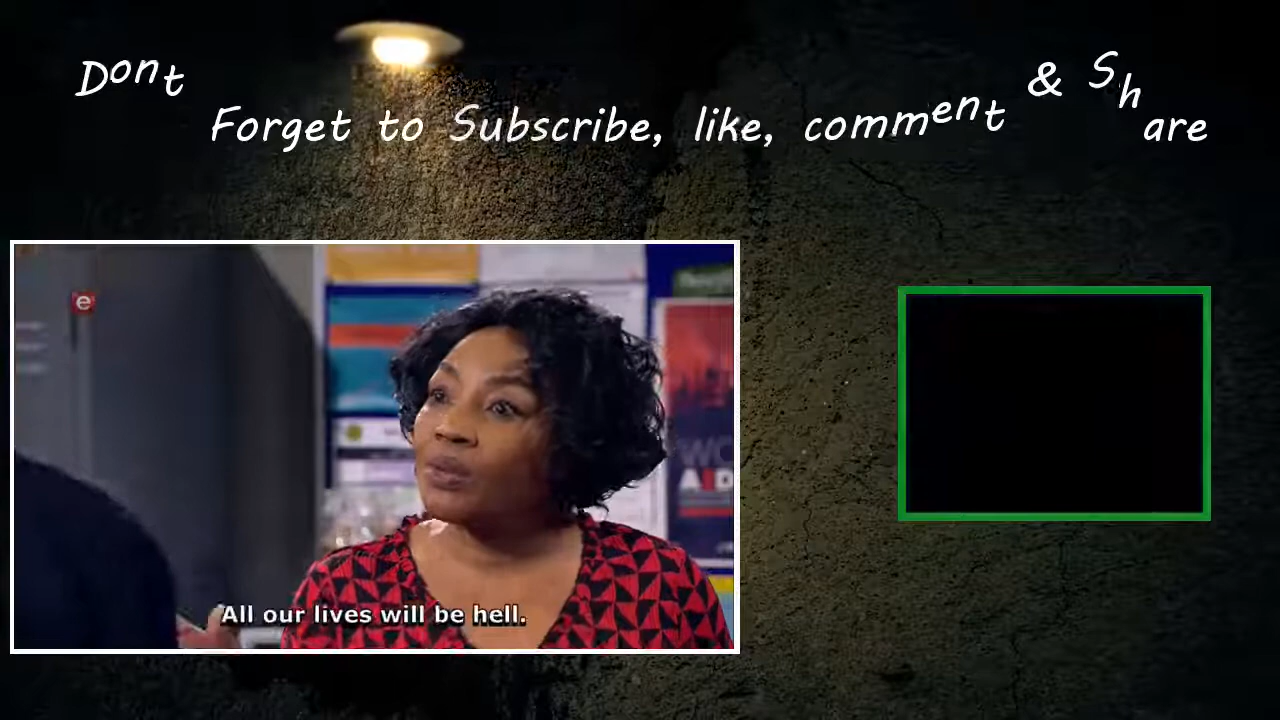 Dont Forget to Subscribe, like, comment & Share
e
All our lives will be hell.